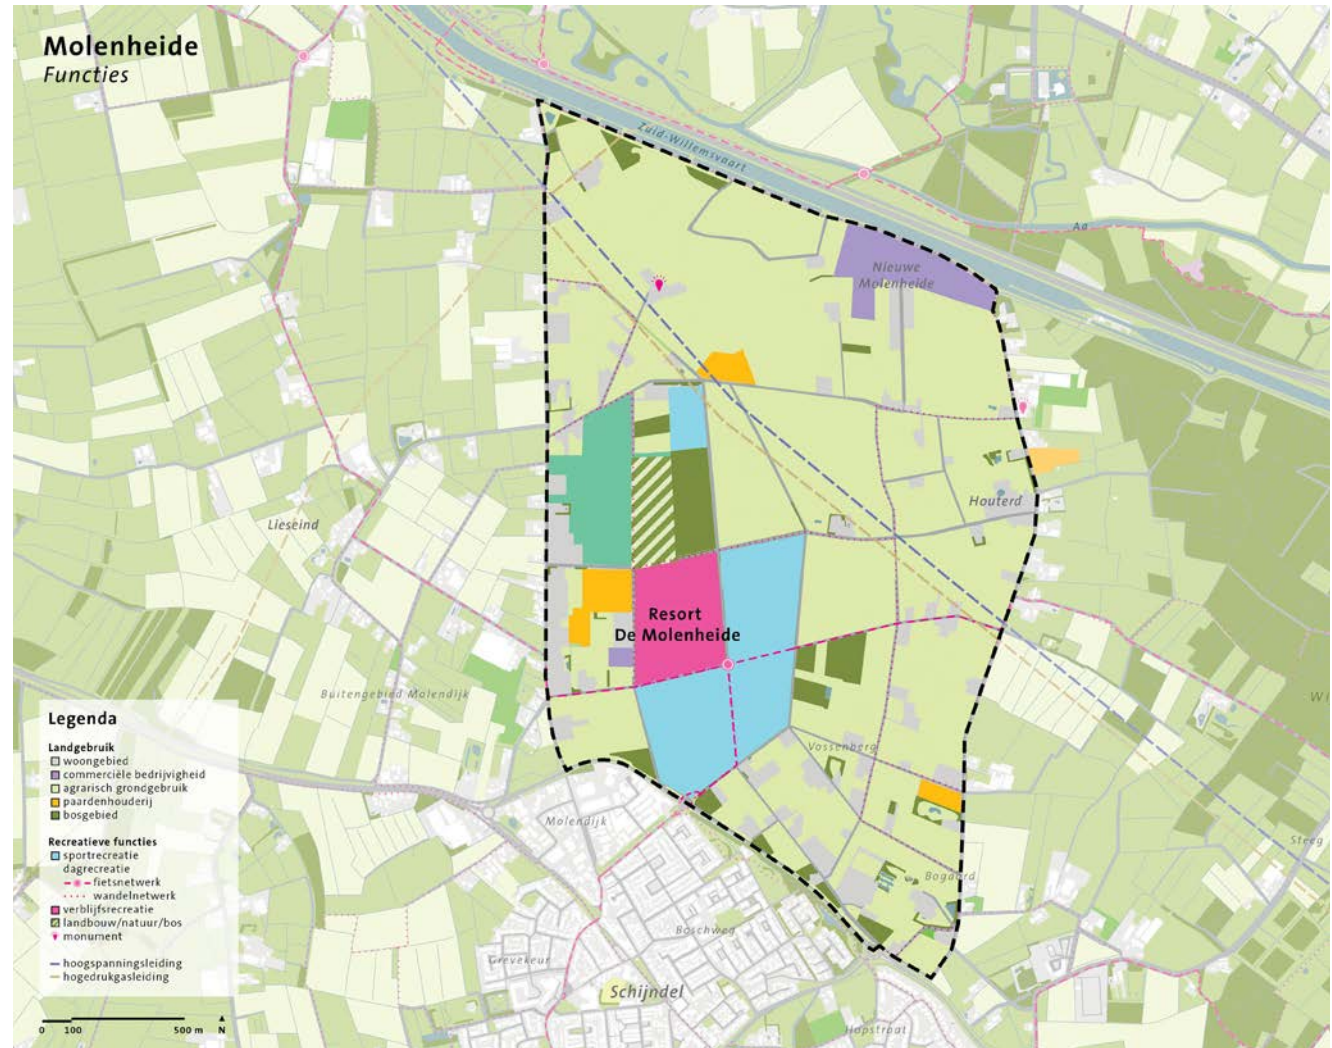 Molenheide
Functies
Zuid-Willemsvaart
Aa
Nieuwe
Molenheide
Lieseind
Houterd
Resort
De Molenheide
Buitengebied Molendijk
Vossenberg
Molendijk
Bogaard
Steeg
Boschweg
Grevekeur
Schijndel
Hopstraat
Legenda
Landgebruik
woongebied
commerciële bedrijvigheid
agrarisch grondgebruik
paardenhouderij
bosgebied
Recreatieve functies
sportrecreatie
dagrecreatie
fietsnetwerk
wandelnetwerk
verblijfsrecreatie
landbouw/natuur/bos
monument
hoogspanningsleiding
hogedrukgasleiding
0 100 500 m N